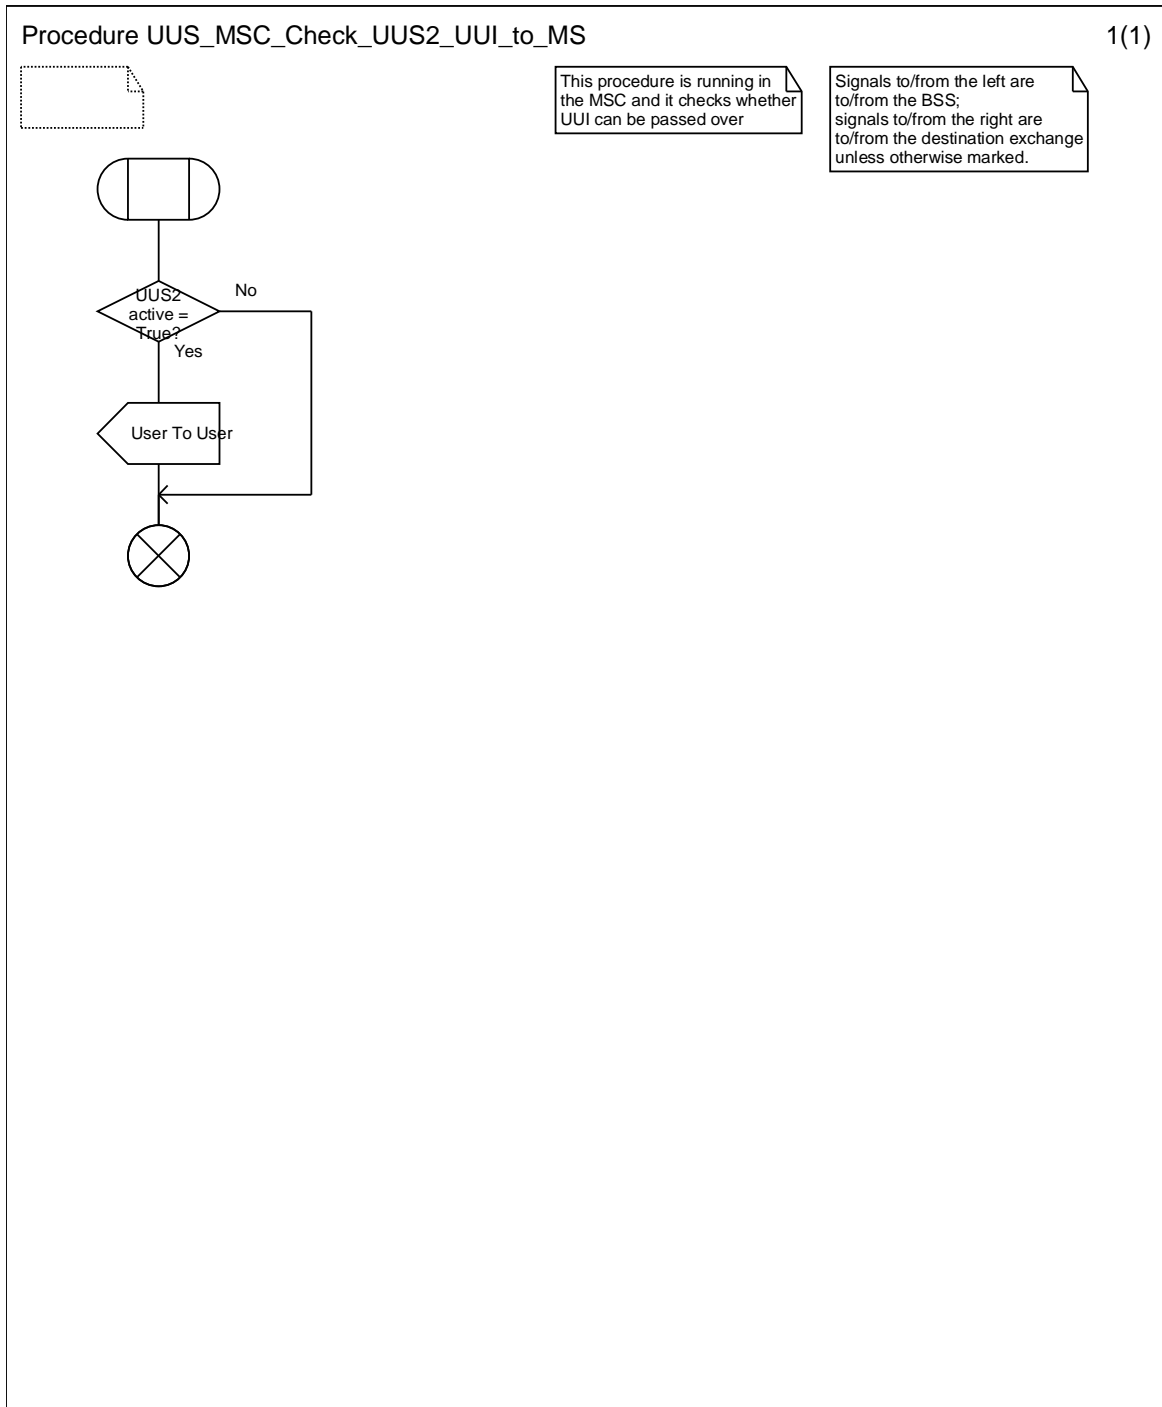 Procedure UUS_MSC_Check_UUS2_UUI_to_MS
1(1)
This procedure is running in
the MSC and it checks whether
UUI can be passed over
Signals to/from the left are
to/from the BSS;
signals to/from the right are
to/from the destination exchange
unless otherwise marked.
UUS2
active =
True?
No
Yes
User To User